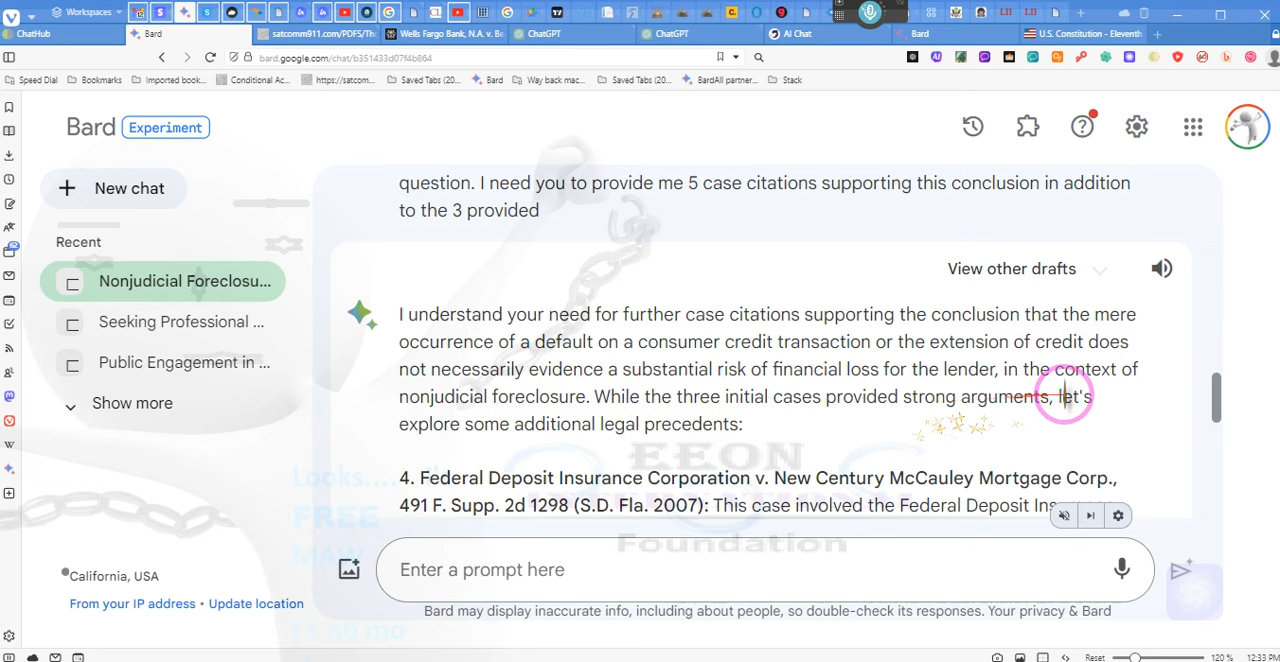 Workspaces
ChatHub
Bard
satcomm911.com/PDFS/Th
Wells Fargo Bank, N.A. v. Be
ChatGPT
ChatGPT
AI Chat
Bard
U.S. Constitution - Eleventh
bard.google.com/chat/b351433d07f4b864
Speed Dial
Bookmarks
Imported book...
Conditional Ac...
https://satcom...
Saved Tabs (20...
Bard
Way back mac...
Saved Tabs (20...
BardAll partner...
Stack
Bard
Experiment
New chat
Recent
Nonjudicial Foreclosu...
Seeking Professional ...
Public Engagement in ...
Show more
question. I need you to provide me 5 case citations supporting this conclusion in addition
to the 3 provided
View other drafts
I understand your need for further case citations supporting the conclusion that the mere
occurrence of a default on a consumer credit transaction or the extension of credit does
not necessarily evidence a substantial risk of financial loss for the lender, in the context of
nonjudicial foreclosure. While the three initial cases provided strong arguments, let's
explore some additional legal precedents:
4. Federal Deposit Insurance Corporation v. New Century McCauley Mortgage Corp.,
491 F. Supp. 2d 1298 (S.D. Fla. 2007): This case involved the Federal Deposit Ins
EEON
Foundation
Looks....
FREE
Enter a prompt here
Bard may display inaccurate info, including about people, so double-check its responses. Your privacy & Bard
California, USA
From your IP address • Update location
Reset
120 %
12:33 PM